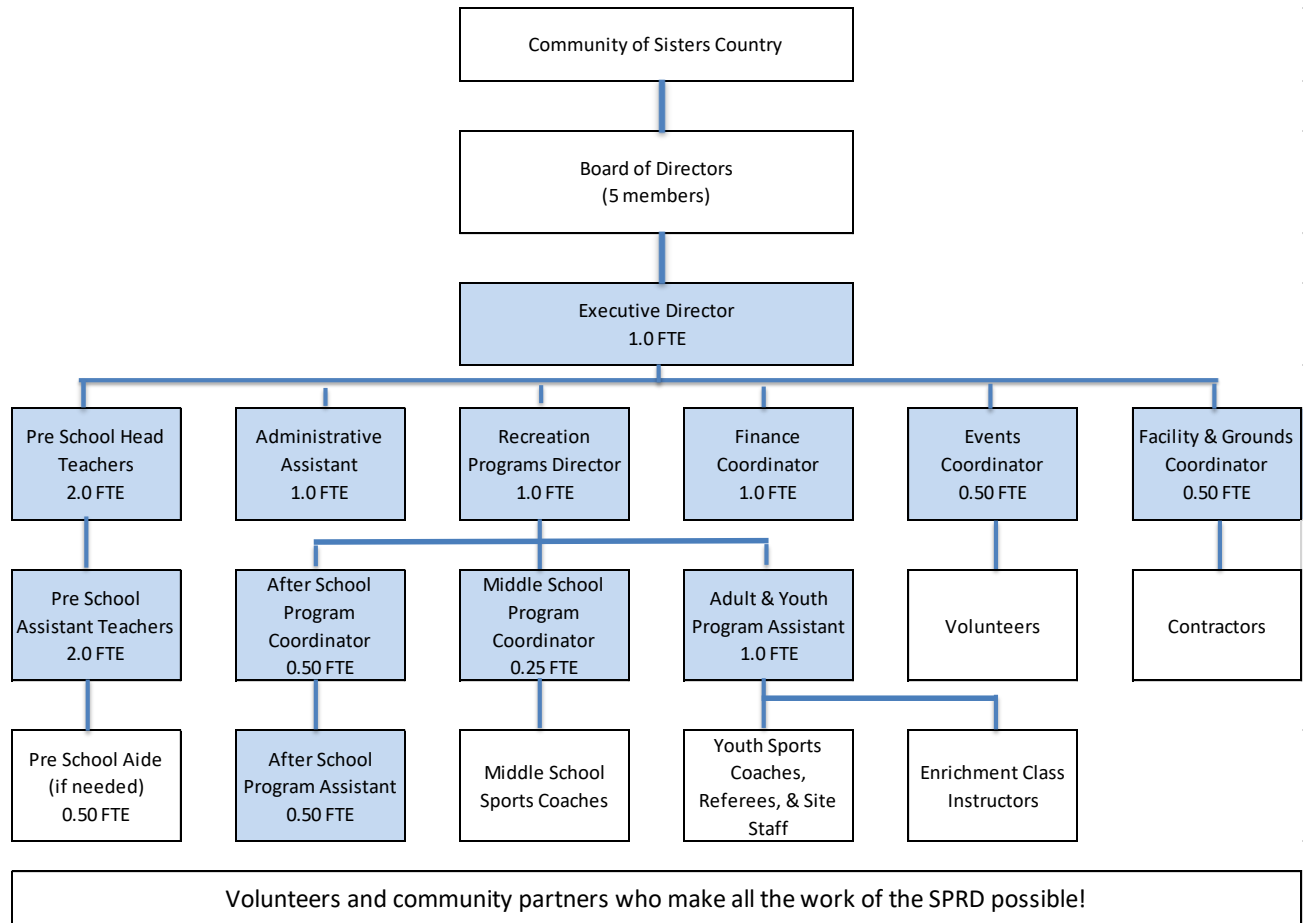 Community of Sisters Country
Board of Directors
(5 members)
Executive Director
1.0 FTE
Pre School Head
Teachers
2.0 FTE
Administrative
Assistant
1.0 FTE
Recreation
Programs Director
1.0 FTE
Finance
Coordinator
1.0 FTE
Events
Coordinator
0.50 FTE
Facility & Grounds
Coordinator
0.50 FTE
Pre School
Assistant Teachers
2.0 FTE
After School
Program
Coordinator
0.50 FTE
Middle School
Program
Coordinator
0.25 FTE
Adult & Youth
Program Assistant
1.0 FTE
Volunteers
Contractors
Pre School Aide
(if needed)
0.50 FTE
After School
Program Assistant
0.50 FTE
Middle School
Sports Coaches
Youth Sports
Coaches,
Referees, & Site
Staff
Enrichment Class
Instructors
Volunteers and community partners who make all the work of the SPRD possible!